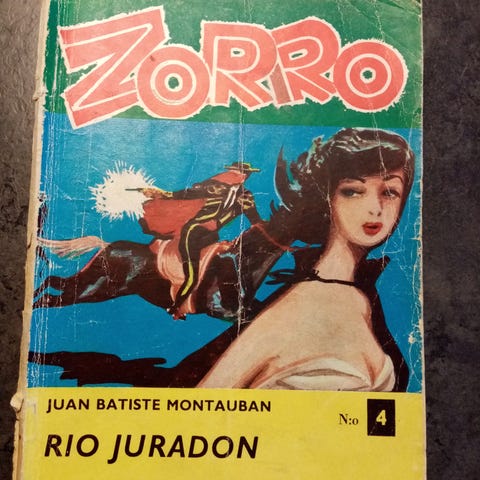 ZORRO
JUAN BATISTE MONTAUBAN
N:o 4
RIO JURADON